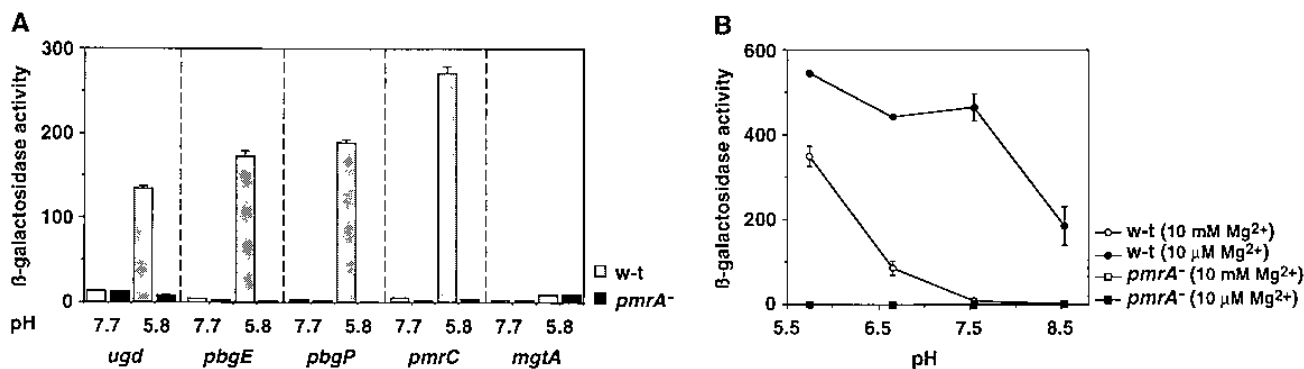 A
β-galactosidase activity
300
200
100
0
pH
7.7 5.8 7.7 5.8 7.7 5.8 7.7 5.8 7.7 5.8
ugd pbgE pbgP pmrC mgtA
w-t
pmrA-
B
β-galactosidase activity
600
400
200
0
5.5 6.5 7.5 8.5
pH
w-t (10 mM Mg2+)
w-t (10 μM Mg2+)
pmrA- (10 mM Mg2+)
pmrA- (10 μM Mg2+)